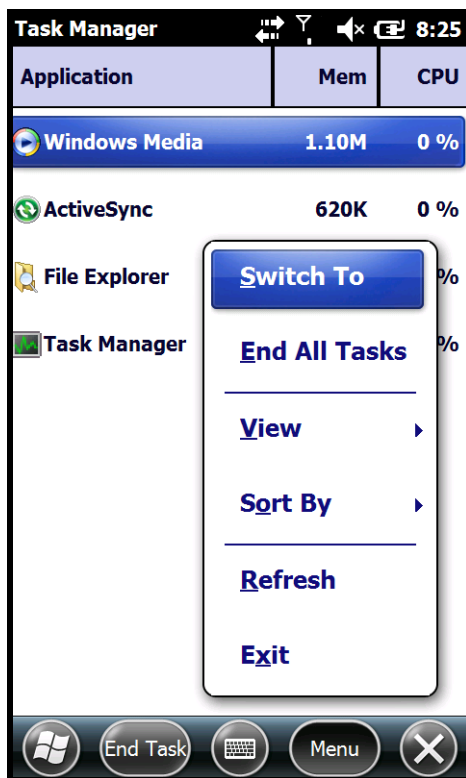 Task Manager 8:25
Application Mem CPU
Windows Media 1.10M 0 %
ActiveSync 620K 0 %
File Explorer %
Task Manager %
Switch To
End All Tasks
View
Sort By
Refresh
Exit
End Task Menu